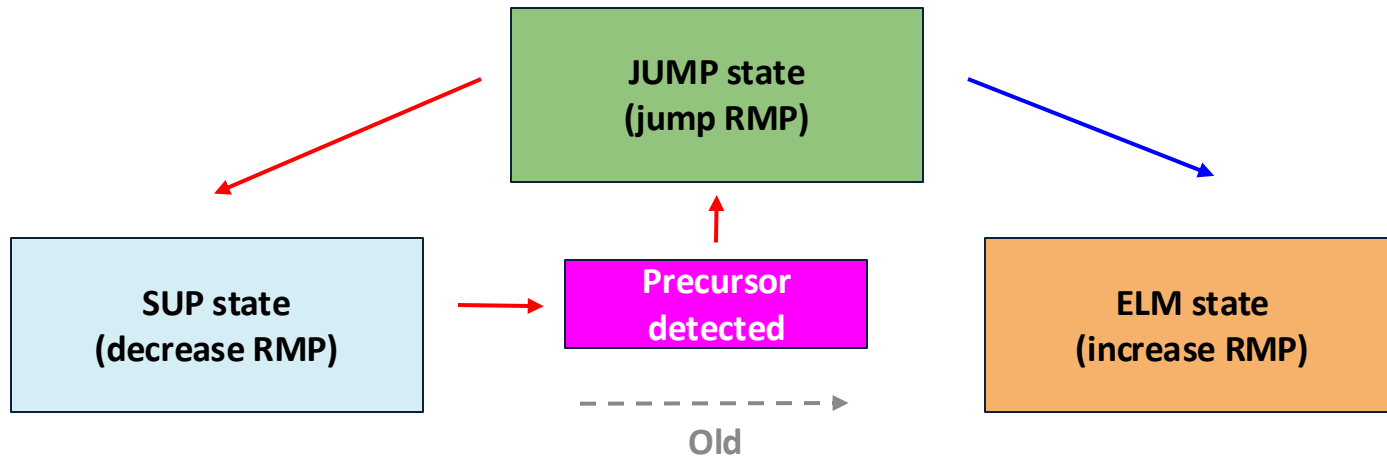 JUMP state
(jump RMP)
SUP state
(decrease RMP)
Precursor
detected
ELM state
(increase RMP)
Old